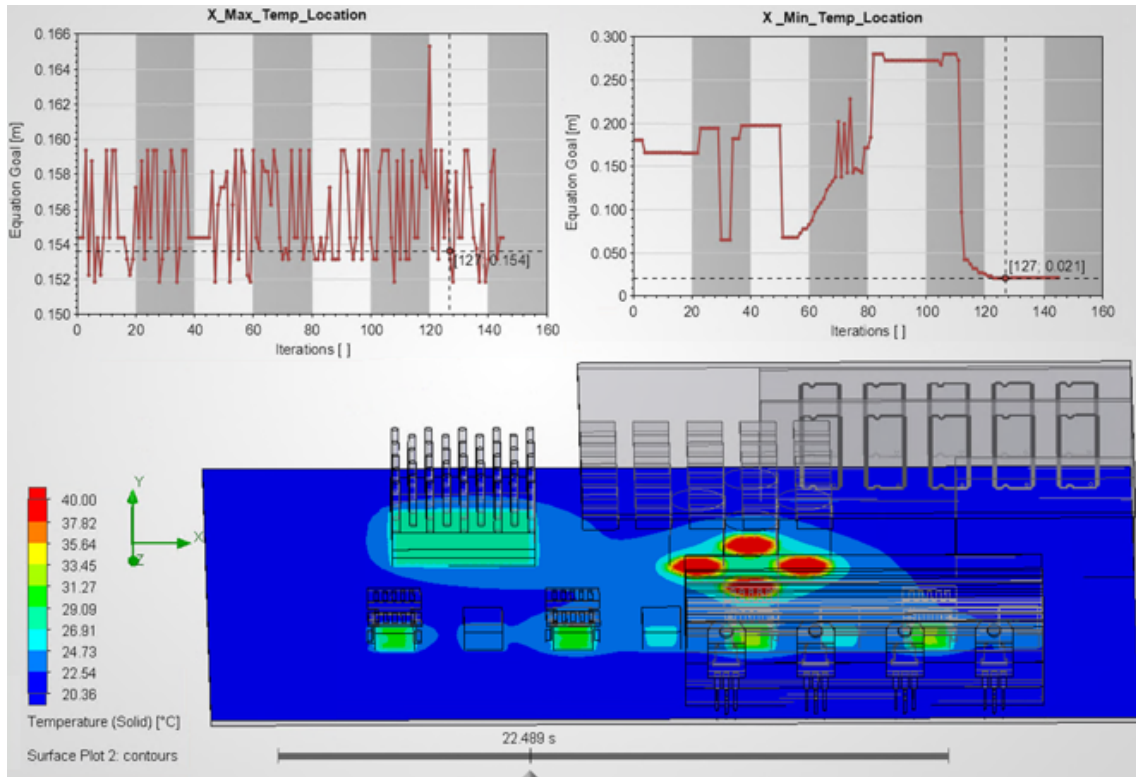 X_Max_Temp_Location
0.166
0.164
0.162
0.160
0.158
0.156
0.154
0.152
0.150
Equation Goal [m]
[127; 0.154]
0 20 40 60 80 100 120 140 160
Iterations [ ]
X _Min_Temp_Location
0.300
0.250
0.200
0.150
0.100
0.050
0
Equation Goal [m]
[127; 0.021]
0 20 40 60 80 100 120 140 160
Iterations [ ]
Y
X
Z
40.00
37.82
35.64
33.45
31.27
29.09
26.91
24.73
22.54
20.36
Temperature (Solid) [°C]
Surface Plot 2: contours
22.489 s